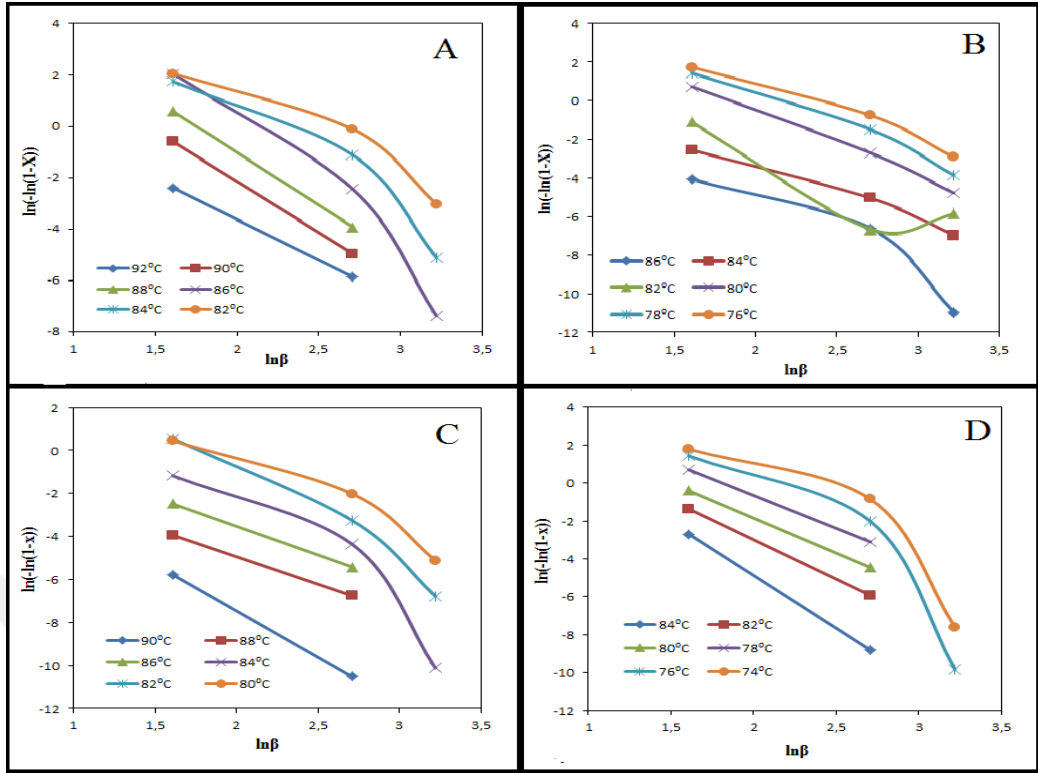 A
4
2
0
-2
-4
-6
-8
ln(-ln(1-X))
92°C 90°C
88°C 86°C
84°C 82°C
1 1,5 2 2,5 3 3,5
lnβ
B
4
2
0
-2
-4
-6
-8
-10
-12
ln(-ln(1-X))
86°C 84°C
82°C 80°C
78°C 76°C
1 1,5 2 2,5 3 3,5
lnβ
C
2
0
-2
-4
-6
-8
-10
-12
ln(-ln(1-x))
90°C 88°C
86°C 84°C
82°C 80°C
1 1,5 2 2,5 3 3,5
lnβ
D
4
2
0
-2
-4
-6
-8
-10
-12
ln(-ln(1-x))
84°C 82°C
80°C 78°C
76°C 74°C
1 1,5 2 2,5 3 3,5
lnβ